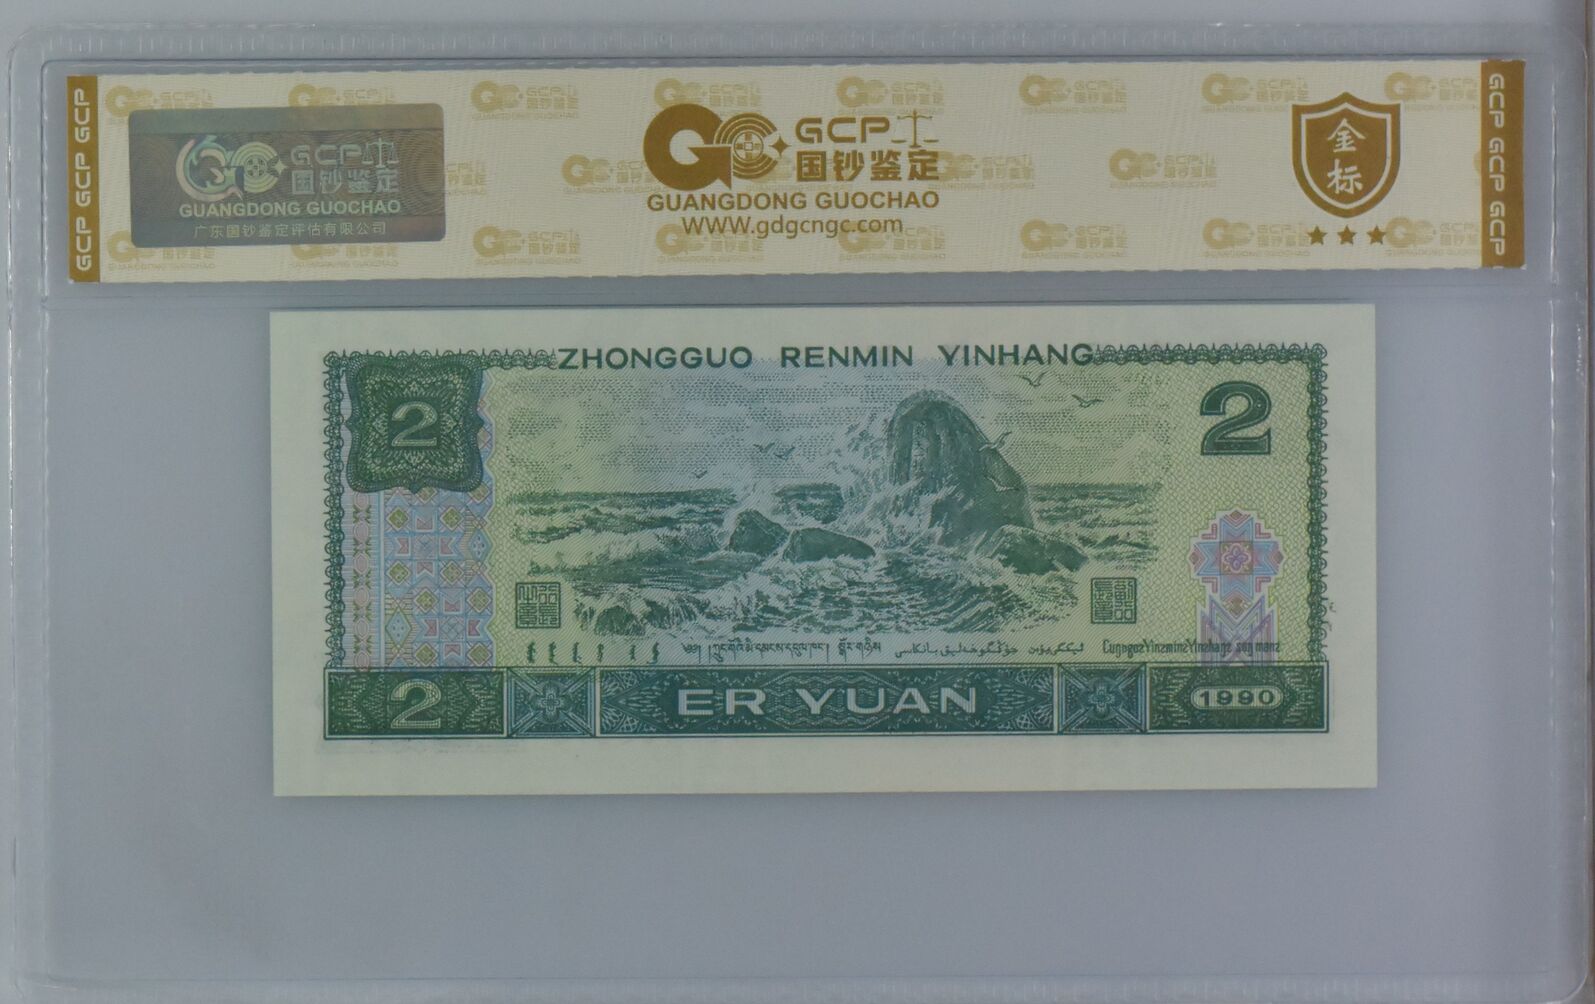 GCP GCP
GCP GCP
GCP
国钞鉴定
GUANGDONG GUOCHAO
广东国钞鉴定评估有限公司
GCP
国钞鉴定
GUANGDONG GUOCHAO
WWW.gdgcngc.com
金
标
GCP GCP
GCP GCP
ZHONGGUO RENMIN YINHANG
2
2
2
ER YUAN
1990